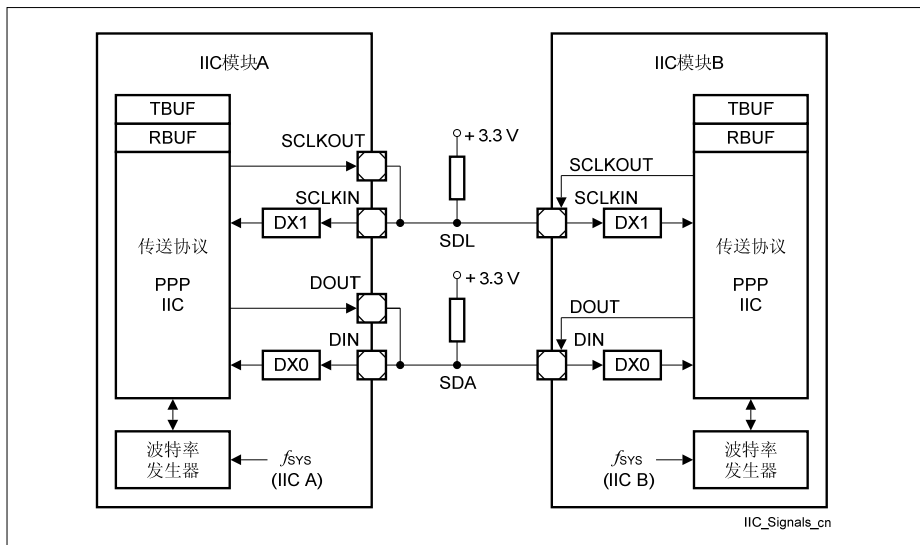 IIC模块A
TBUF
RBUF
SCLKOUT
SCLKIN
DX1
传送协议
PPP
IIC
DOUT
DIN
DX0
波特率
发生器
fSYS
(IIC A)
+ 3.3 V
SDL
+ 3.3 V
SDA
IIC模块B
TBUF
RBUF
SCLKOUT
SCLKIN
DX1
传送协议
PPP
IIC
DOUT
DIN
DX0
fSYS
(IIC B)
波特率
发生器
IIC_Signals_cn